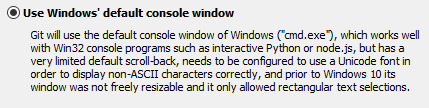 Use Windows' default console window
Git will use the default console window of Windows ("cmd.exe"), which works well
with Win32 console programs such as interactive Python or node.js, but has a
very limited default scroll-back, needs to be configured to use a Unicode font in
order to display non-ASCII characters correctly, and prior to Windows 10 its
window was not freely resizable and it only allowed rectangular text selections.